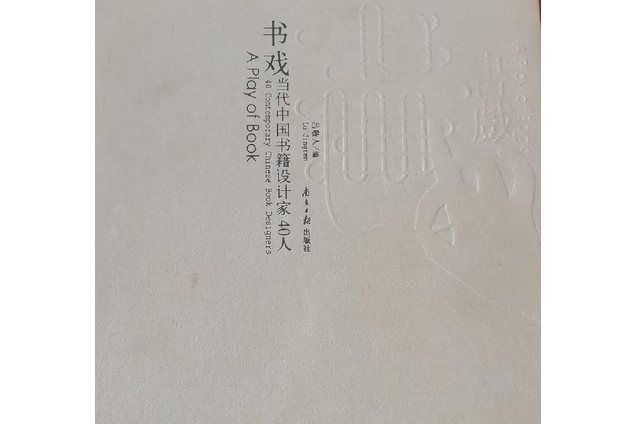 书戏
A Play of Book
当代中国书籍设计家40人
40 Contemporary Chinese Book Designers
吕敬人/编
Lu Jingren
南方日报出版社